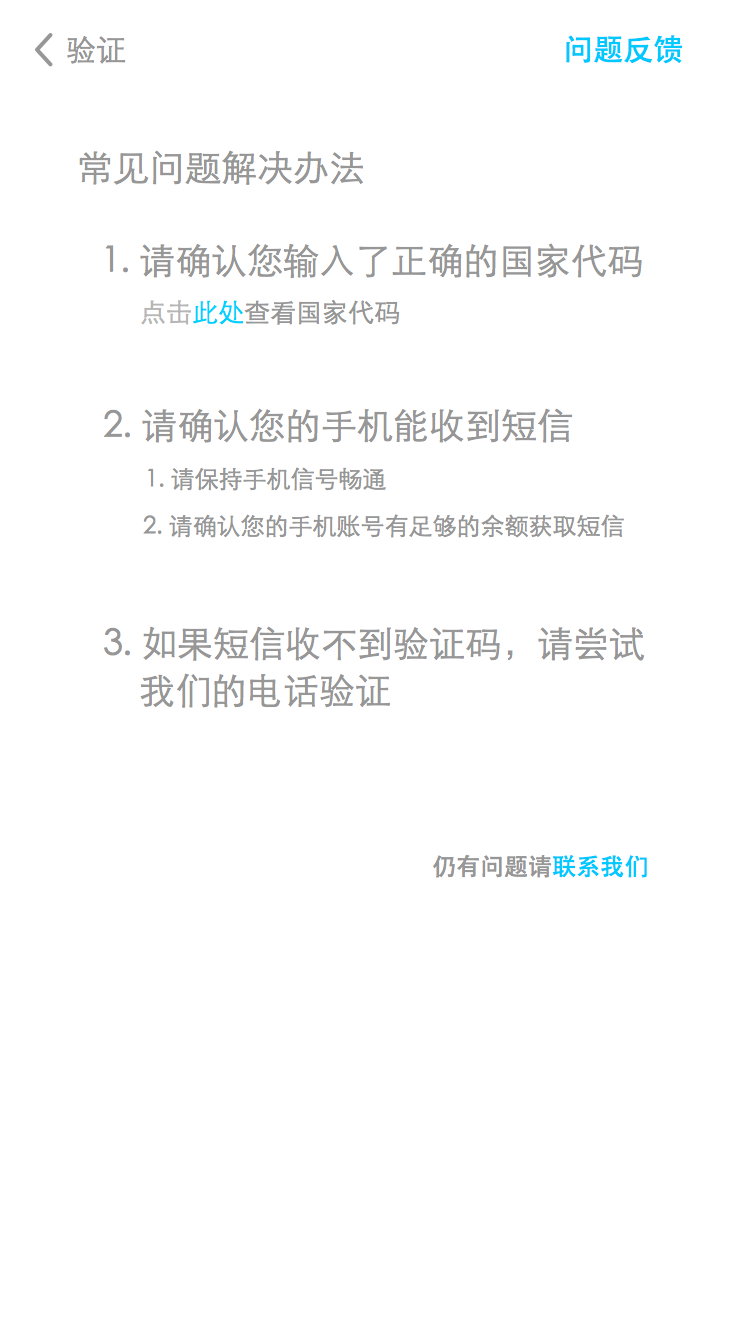 验证
问题反馈
常见问题解决办法
1. 请确认您输入了正确的国家代码
点击此处查看国家代码
2. 请确认您的手机能收到短信
1. 请保持手机信号畅通
2. 请确认您的手机账号有足够的余额获取短信
3. 如果短信收不到验证码，请尝试
我们的电话验证
仍有问题请联系我们